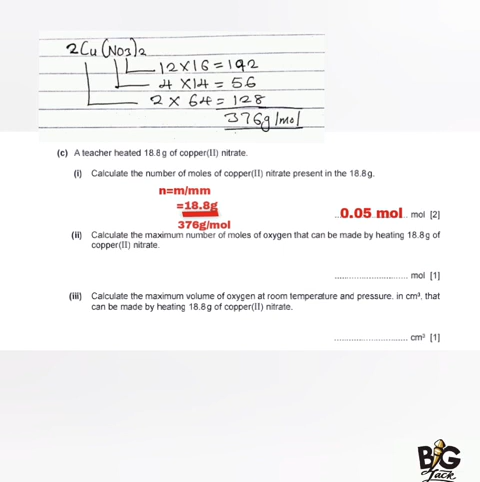 2Cu(NO3)2
12 X 16 = 192
4 X 14 = 56
2 X 64 = 128
376g/mol
(c) A teacher heated 18.8 g of copper(II) nitrate.
(i) Calculate the number of moles of copper(II) nitrate present in the 18.8 g.
n=m/mm
=18.8g
376g/mol
0.05 mol mol [2]
(ii) Calculate the maximum number of moles of oxygen that can be made by heating 18.8 g of
copper(II) nitrate.
mol [1]
(iii) Calculate the maximum volume of oxygen at room temperature and pressure, in cm³, that
can be made by heating 18.8 g of copper(II) nitrate.
cm³ [1]
BIG
Jack